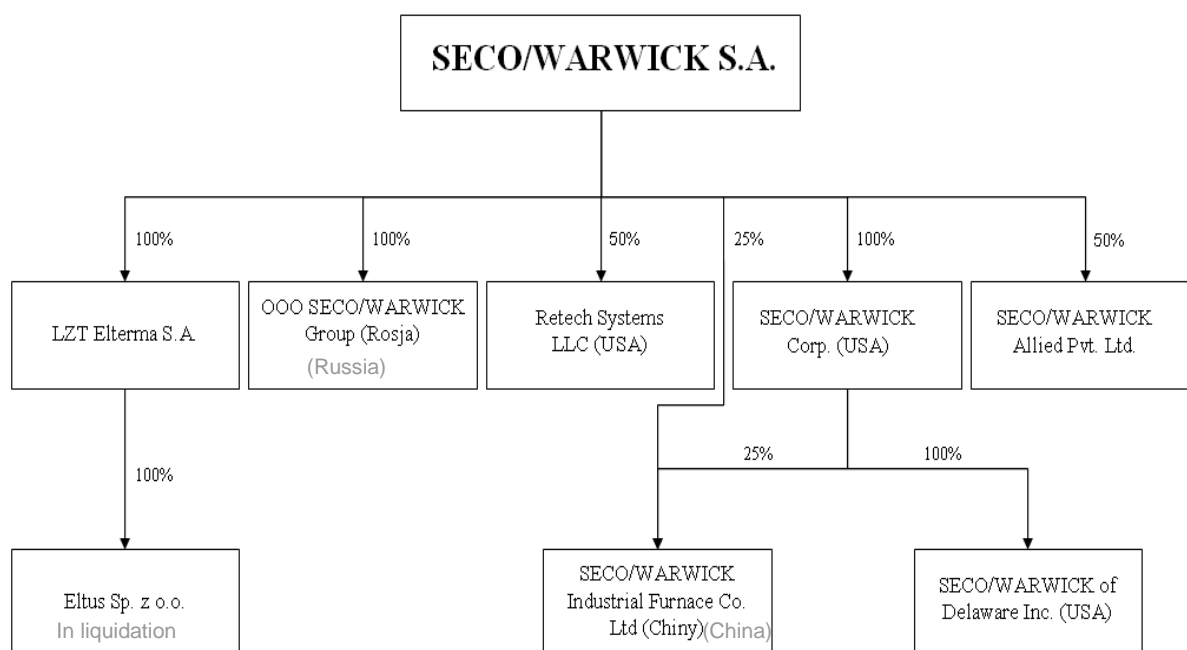 SECO/WARWICK S.A.
100%
100%
50%
25%
100%
50%
LZT Elterma S.A.
OOO SECO/WARWICK
Group (Rosja)
(Russia)
Retech Systems
LLC (USA)
SECO/WARWICK
Corp. (USA)
SECO/WARWICK
Allied Pvt. Ltd.
100%
25%
100%
Eltus Sp. z o.o.
In liquidation
SECO/WARWICK
Industrial Furnace Co.
Ltd (Chiny) (China)
SECO/WARWICK of
Delaware Inc. (USA)